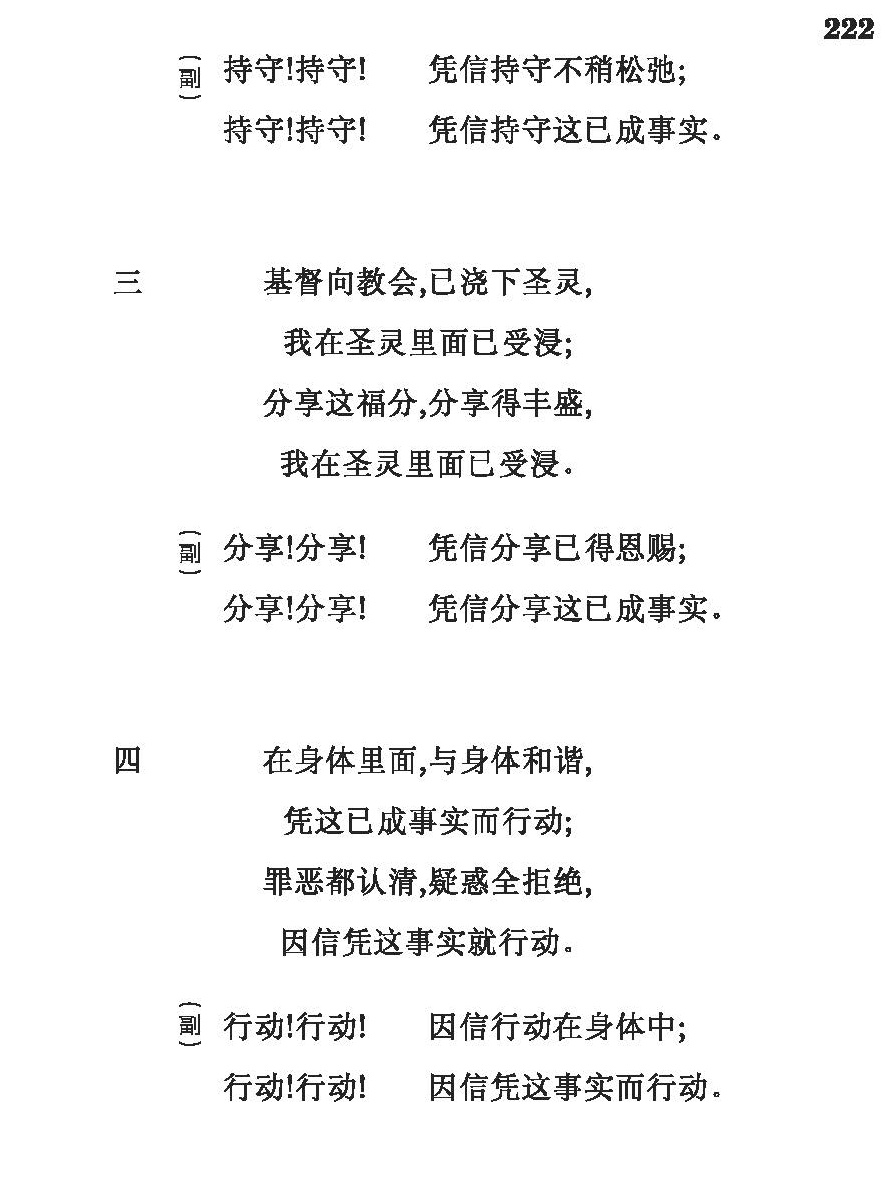 222
(副) 持守!持守! 凭信持守不稍松弛;
持守!持守! 凭信持守这已成事实。
三 基督向教会,已浇下圣灵,
我在圣灵里面已受浸;
分享这福分,分享得丰盛,
我在圣灵里面已受浸。
(副) 分享!分享! 凭信分享已得恩赐;
分享!分享! 凭信分享这已成事实。
四 在身体里面,与身体和谐,
凭这已成事实而行动;
罪恶都认清,疑惑全拒绝,
因信凭这事实就行动。
(副) 行动!行动! 因信行动在身体中;
行动!行动! 因信凭这事实而行动。